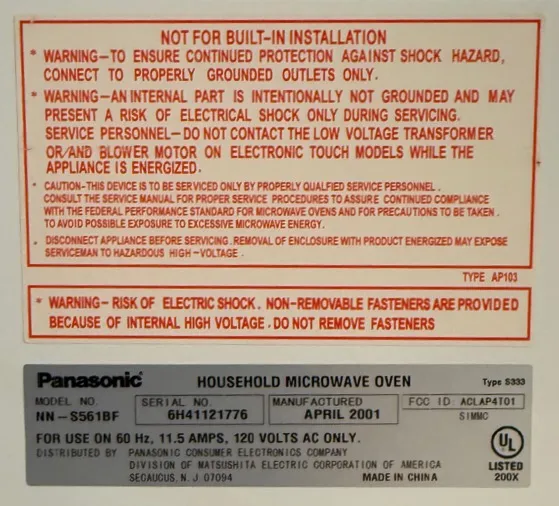 NOT FOR BUILT-IN INSTALLATION
* WARNING-TO ENSURE CONTINUED PROTECTION AGAINST SHOCK HAZARD,
CONNECT TO PROPERLY GROUNDED OUTLETS ONLY.
* WARNING-AN INTERNAL PART IS INTENTIONALLY NOT GROUNDED AND MAY
PRESENT A RISK OF ELECTRICAL SHOCK ONLY DURING SERVICING.
SERVICE PERSONNEL-DO NOT CONTACT THE LOW VOLTAGE TRANSFORMER
OR/AND BLOWER MOTOR ON ELECTRONIC TOUCH MODELS WHILE THE
APPLIANCE IS ENERGIZED.
* CAUTION-THIS DEVICE IS TO BE SERVICED ONLY BY PROPERLY QUALFIED SERVICE PERSONNEL.
CONSULT THE SERVICE MANUAL FOR PROPER SERVICE PROCEDURES TO ASSURE CONTINUED COMPLIANCE
WITH THE FEDERAL PERFORMANCE STANDARD FOR MICROWAVE OVENS AND FOR PRECAUTIONS TO BE TAKEN.
TO AVOID POSSIBLE EXPOSURE TO EXCESSIVE MICROWAVE ENERGY.
* DISCONNECT APPLIANCE BEFORE SERVICING. REMOVAL OF ENCLOSURE WITH PRODUCT ENERGIZED MAY EXPOSE
SERVICEMAN TO HAZARDOUS HIGH-VOLTAGE.
TYPE AP103
* WARNING-RISK OF ELECTRIC SHOCK. NON-REMOVABLE FASTENERS ARE PROVIDED
BECAUSE OF INTERNAL HIGH VOLTAGE. DO NOT REMOVE FASTENERS
Panasonic HOUSEHOLD MICROWAVE OVEN Type S333
MODEL NO. SERIAL NO. MANUFACTURED FCC ID: ACLAP4T01
NN-S561BF 6H41121776 APRIL 2001 SIMMC
FOR USE ON 60 Hz, 11.5 AMPS, 120 VOLTS AC ONLY.
DISTRIBUTED BY PANASONIC CONSUMER ELECTRONICS COMPANY
DIVISION OF MATSUSHITA ELECTRIC CORPORATION OF AMERICA
SECAUCUS, N.J 07094 MADE IN CHINA
UL
LISTED
200X